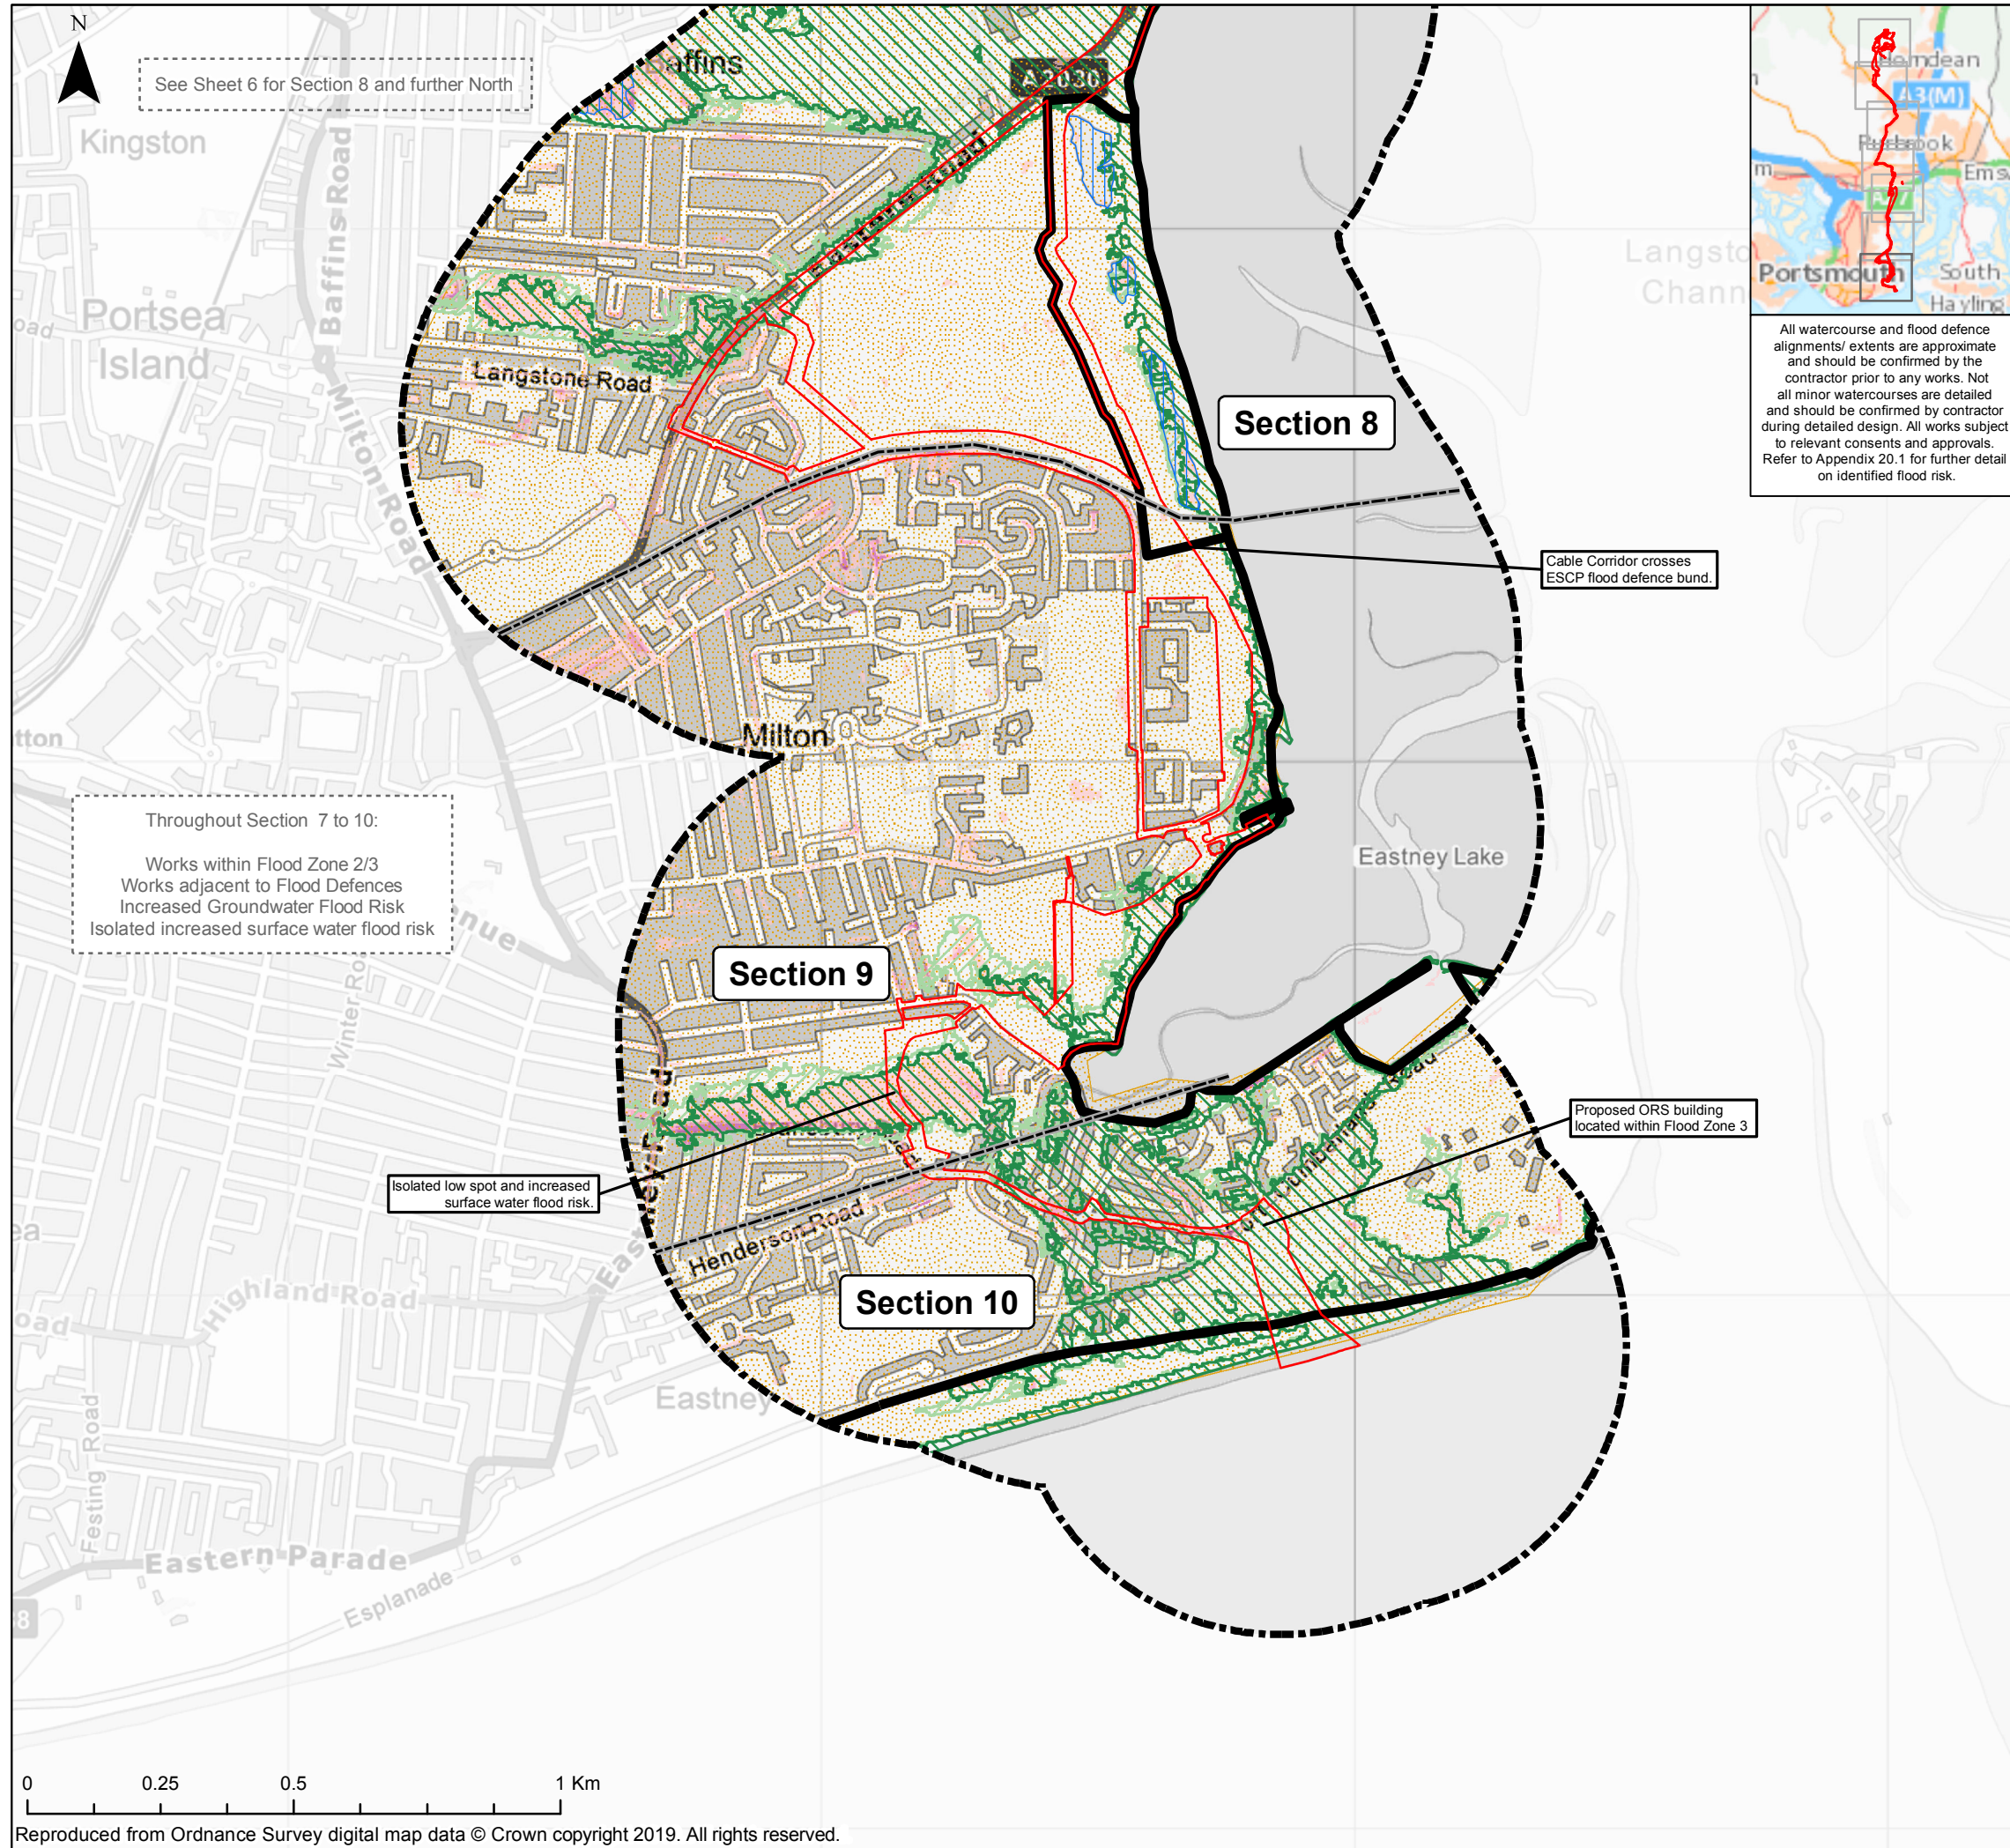 N
See Sheet 6 for Section 8 and further North
Baffins
Kingston
Baffins Road
Portsea
Island
Langstone Road
Milton Road
Section 8
Horndean
A3(M)
Purbrook
Portsmouth
South
Hayling
All watercourse and flood defence
alignments/ extents are approximate
and should be confirmed by the
contractor prior to any works. Not
all minor watercourses are detailed
and should be confirmed by contractor
during detailed design. All works subject
to relevant consents and approvals.
Refer to Appendix 20.1 for further detail
on identified flood risk.
Cable Corridor crosses
ESCP flood defence bund.
Milton
Throughout Section 7 to 10:
Works within Flood Zone 2/3
Works adjacent to Flood Defences
Increased Groundwater Flood Risk
Isolated increased surface water flood risk
Eastney Lake
Section 9
Winter Ro
Proposed ORS building
located within Flood Zone 3
Isolated low spot and increased
surface water flood risk.
Henderson Road
Highland Road
Section 10
Eastney
Festing Road
Eastern Parade
Esplanade
0 0.25 0.5 1 Km
Reproduced from Ordnance Survey digital map data © Crown copyright 2019. All rights reserved.